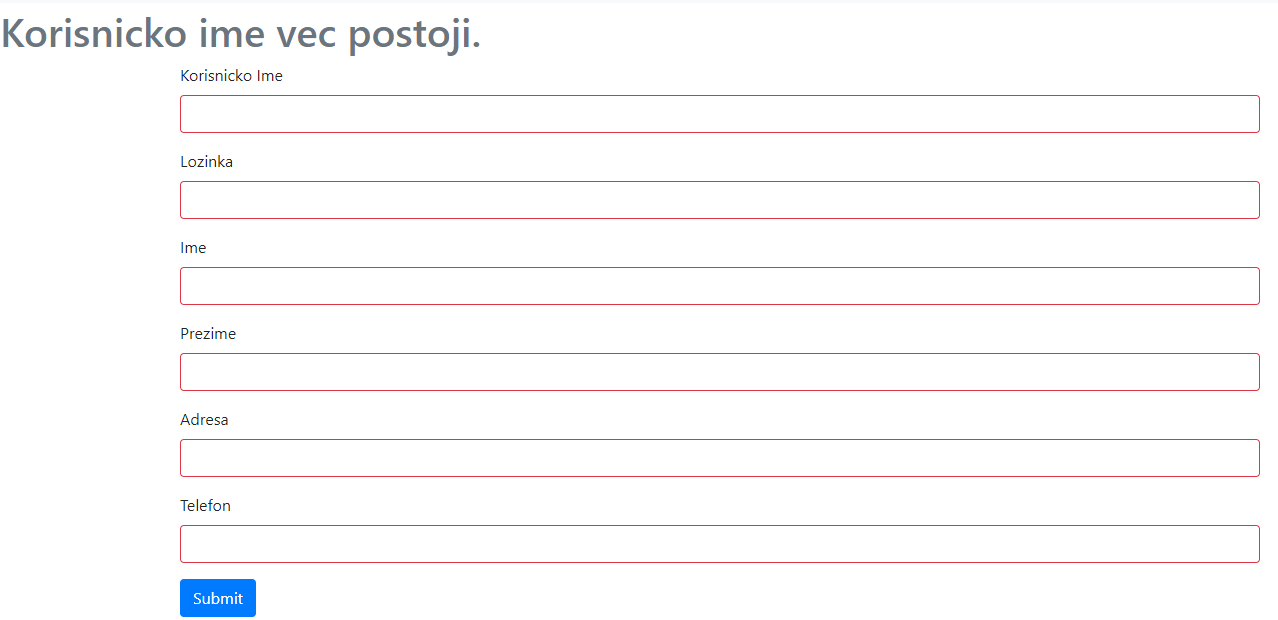 Korisnicko ime vec postoji.
Korisnicko Ime
Lozinka
Ime
Prezime
Adresa
Telefon
Submit